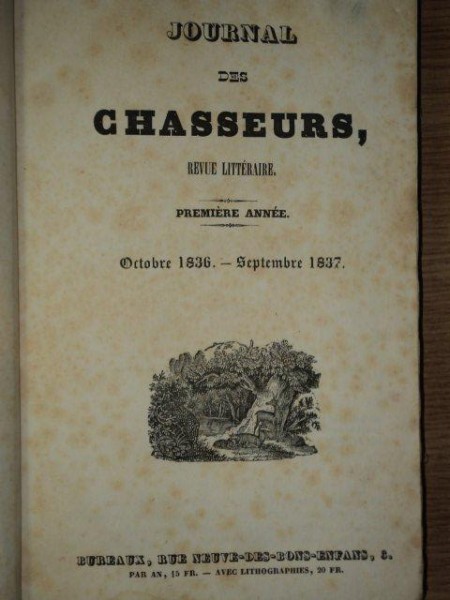 JOURNAL
DES
CHASSEURS,
REVUE LITTÉRAIRE.
PREMIÈRE ANNÉE.
Octobre 1836. — Septembre 1837.
BUREAUX, RUE NEUVE-DES-BONS-ENFANS, 3.
PAR AN, 15 FR. — AVEC LITHOGRAPHIES, 20 FR.